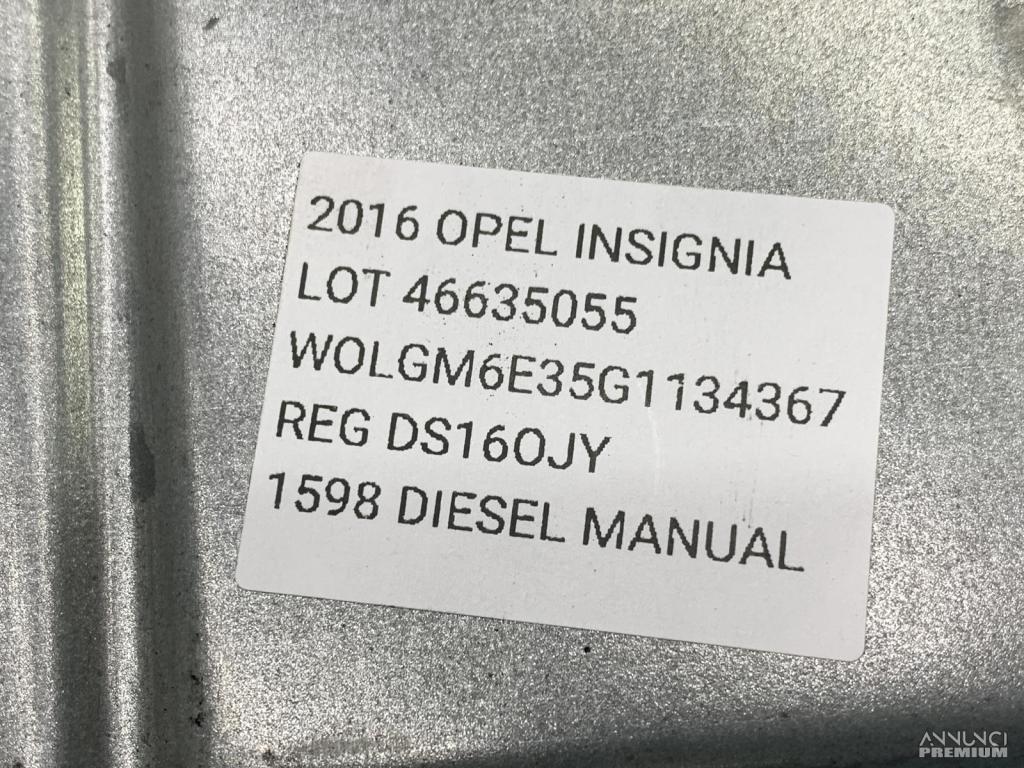 2016 OPEL INSIGNIA
LOT 46635055
WOLGM6E35G1134367
REG DS16OJY
1598 DIESEL MANUAL
ANNUNCI
PREMIUM